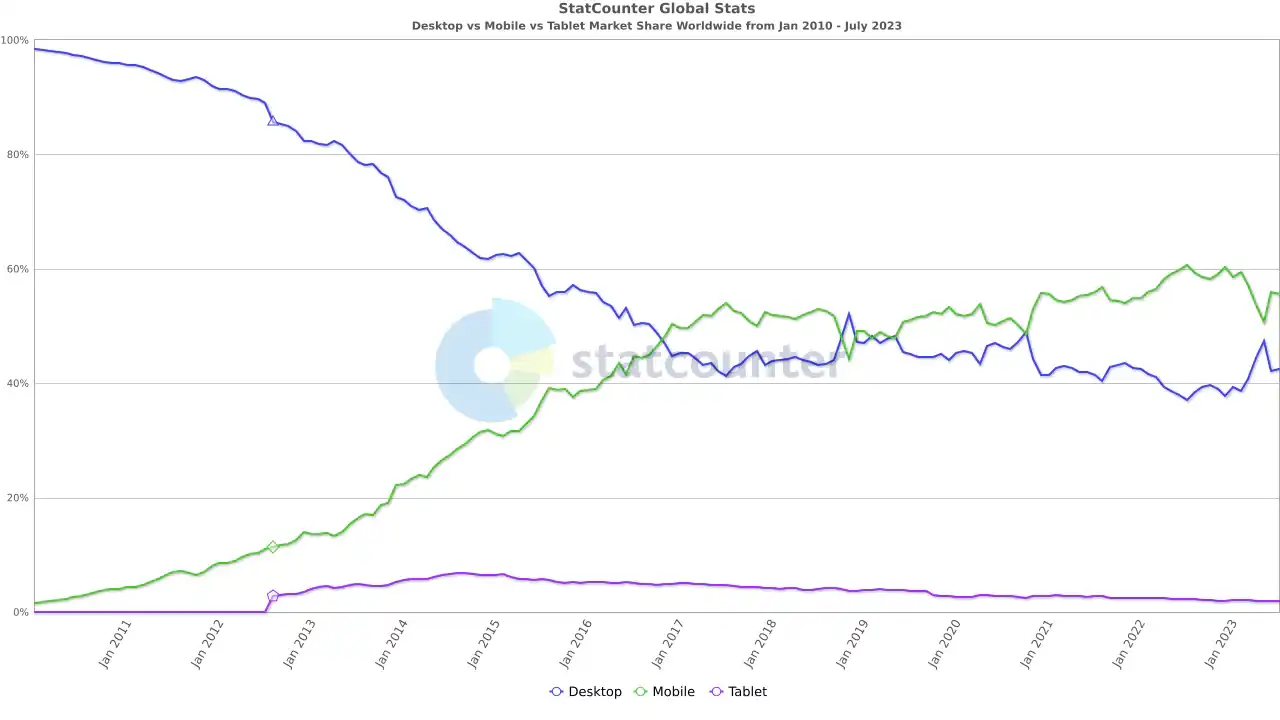 StatCounter Global Stats
Desktop vs Mobile vs Tablet Market Share Worldwide from Jan 2010 - July 2023
100%
80%
60%
statcounter
40%
20%
0%
Jan 2011 Jan 2012 Jan 2013 Jan 2014 Jan 2015 Jan 2016 Jan 2017 Jan 2018 Jan 2019 Jan 2020 Jan 2021 Jan 2022 Jan 2023
Desktop Mobile Tablet